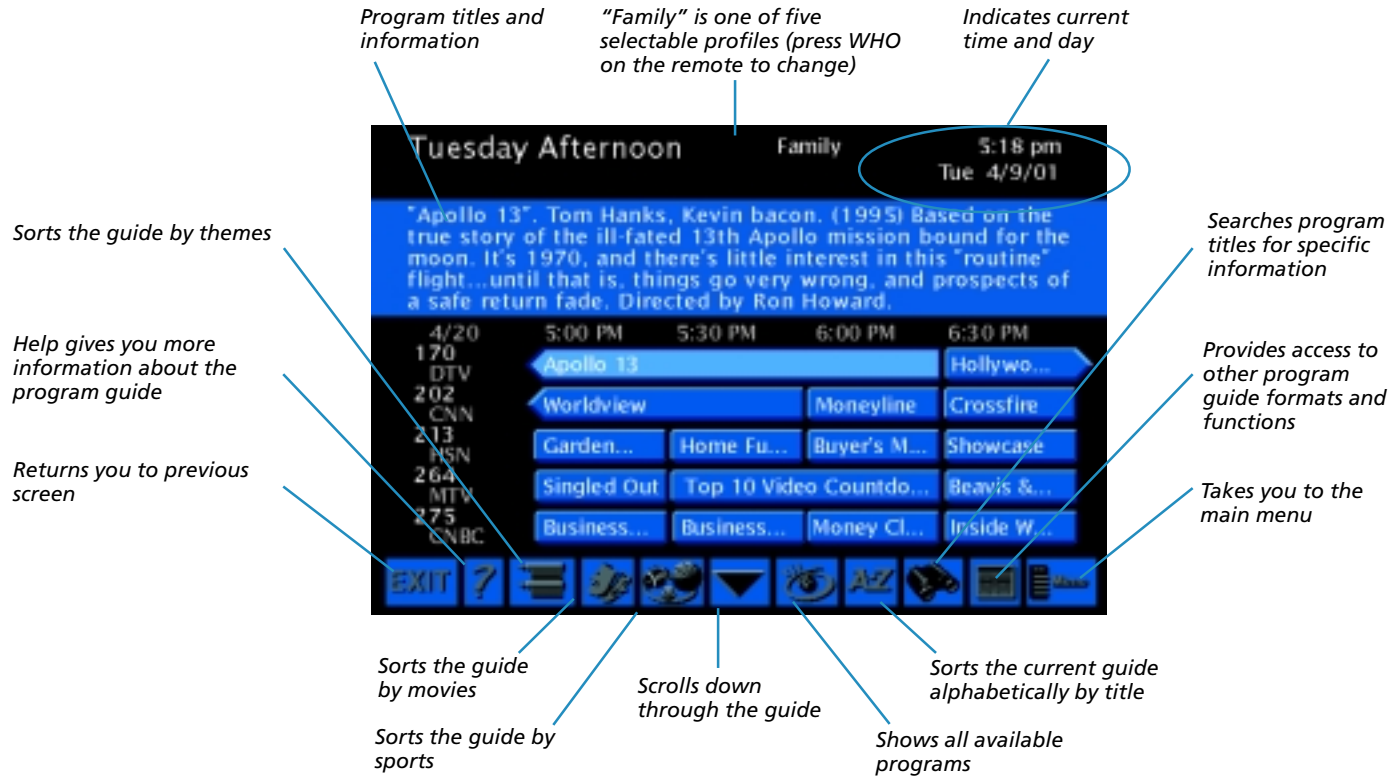 Program titles and
information
“Family” is one of five
selectable profiles (press WHO
on the remote to change)
Indicates current
time and day
Tuesday Afternoon
Family
5:18 pm
Tue 4/9/01
"Apollo 13". Tom Hanks, Kevin bacon. (1995) Based on the
true story of the ill-fated 13th Apollo mission bound for the
moon. It's 1970, and there's little interest in this "routine"
flight...until that is, things go very wrong, and prospects of
a safe return fade. Directed by Ron Howard.
Sorts the guide by themes
Help gives you more
information about the
program guide
Returns you to previous
screen
Searches program
titles for specific
information
Provides access to
other program
guide formats and
functions
Takes you to the
main menu
4/20 5:00 PM 5:30 PM 6:00 PM 6:30 PM
170 DTV Apollo 13 Hollywo...
202 CNN Worldview Moneyline Crossfire
213 HSN Garden... Home Fu... Buyer's M... Showcase
264 MTV Singled Out Top 10 Video Countdo... Beavis &...
275 CNBC Business... Business... Money Cl... Inside W...
EXIT ? A-Z Menu
Sorts the guide
by movies
Sorts the guide by
sports
Scrolls down
through the guide
Shows all available
programs
Sorts the current guide
alphabetically by title